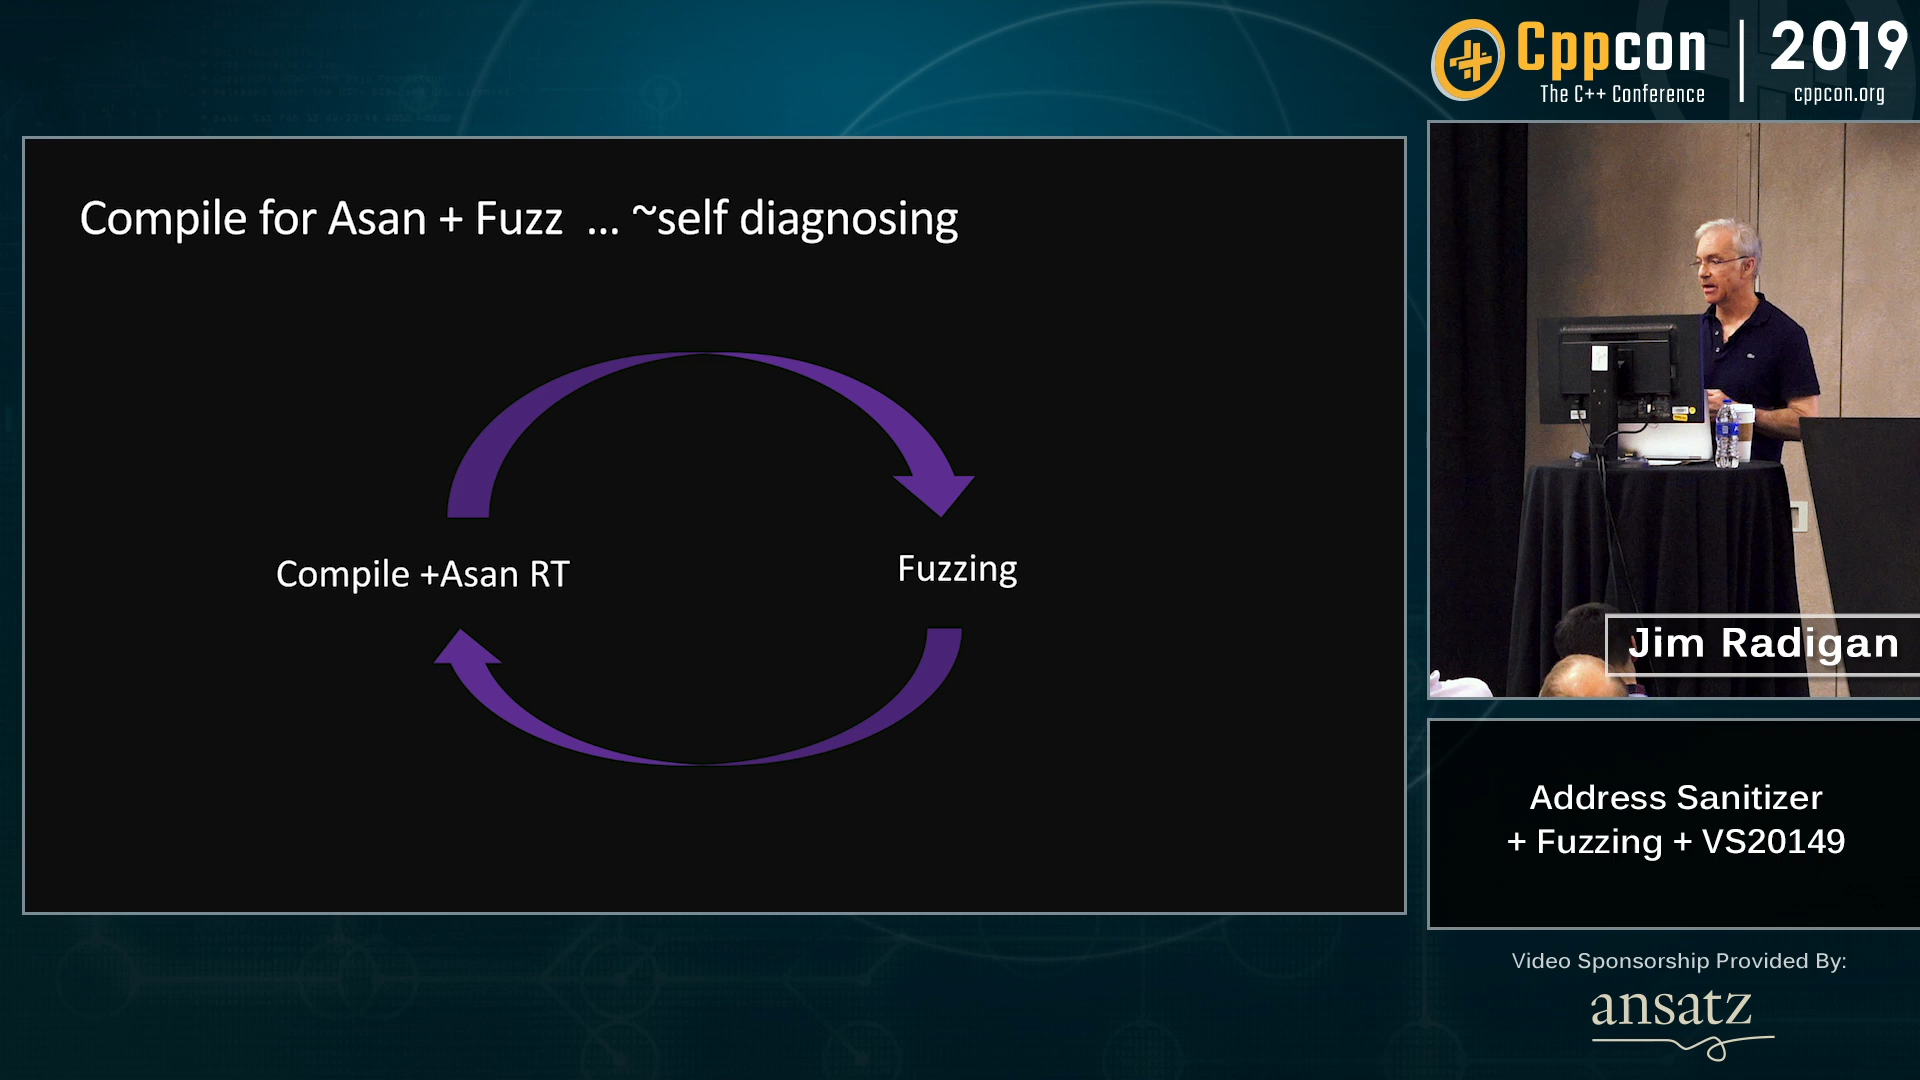 Cppcon
The C++ Conference
2019
cppcon.org
Compile for Asan + Fuzz ... ~self diagnosing
Compile +Asan RT
Fuzzing
Jim Radigan
Address Sanitizer
+ Fuzzing + VS20149
Video Sponsorship Provided By:
ansatz